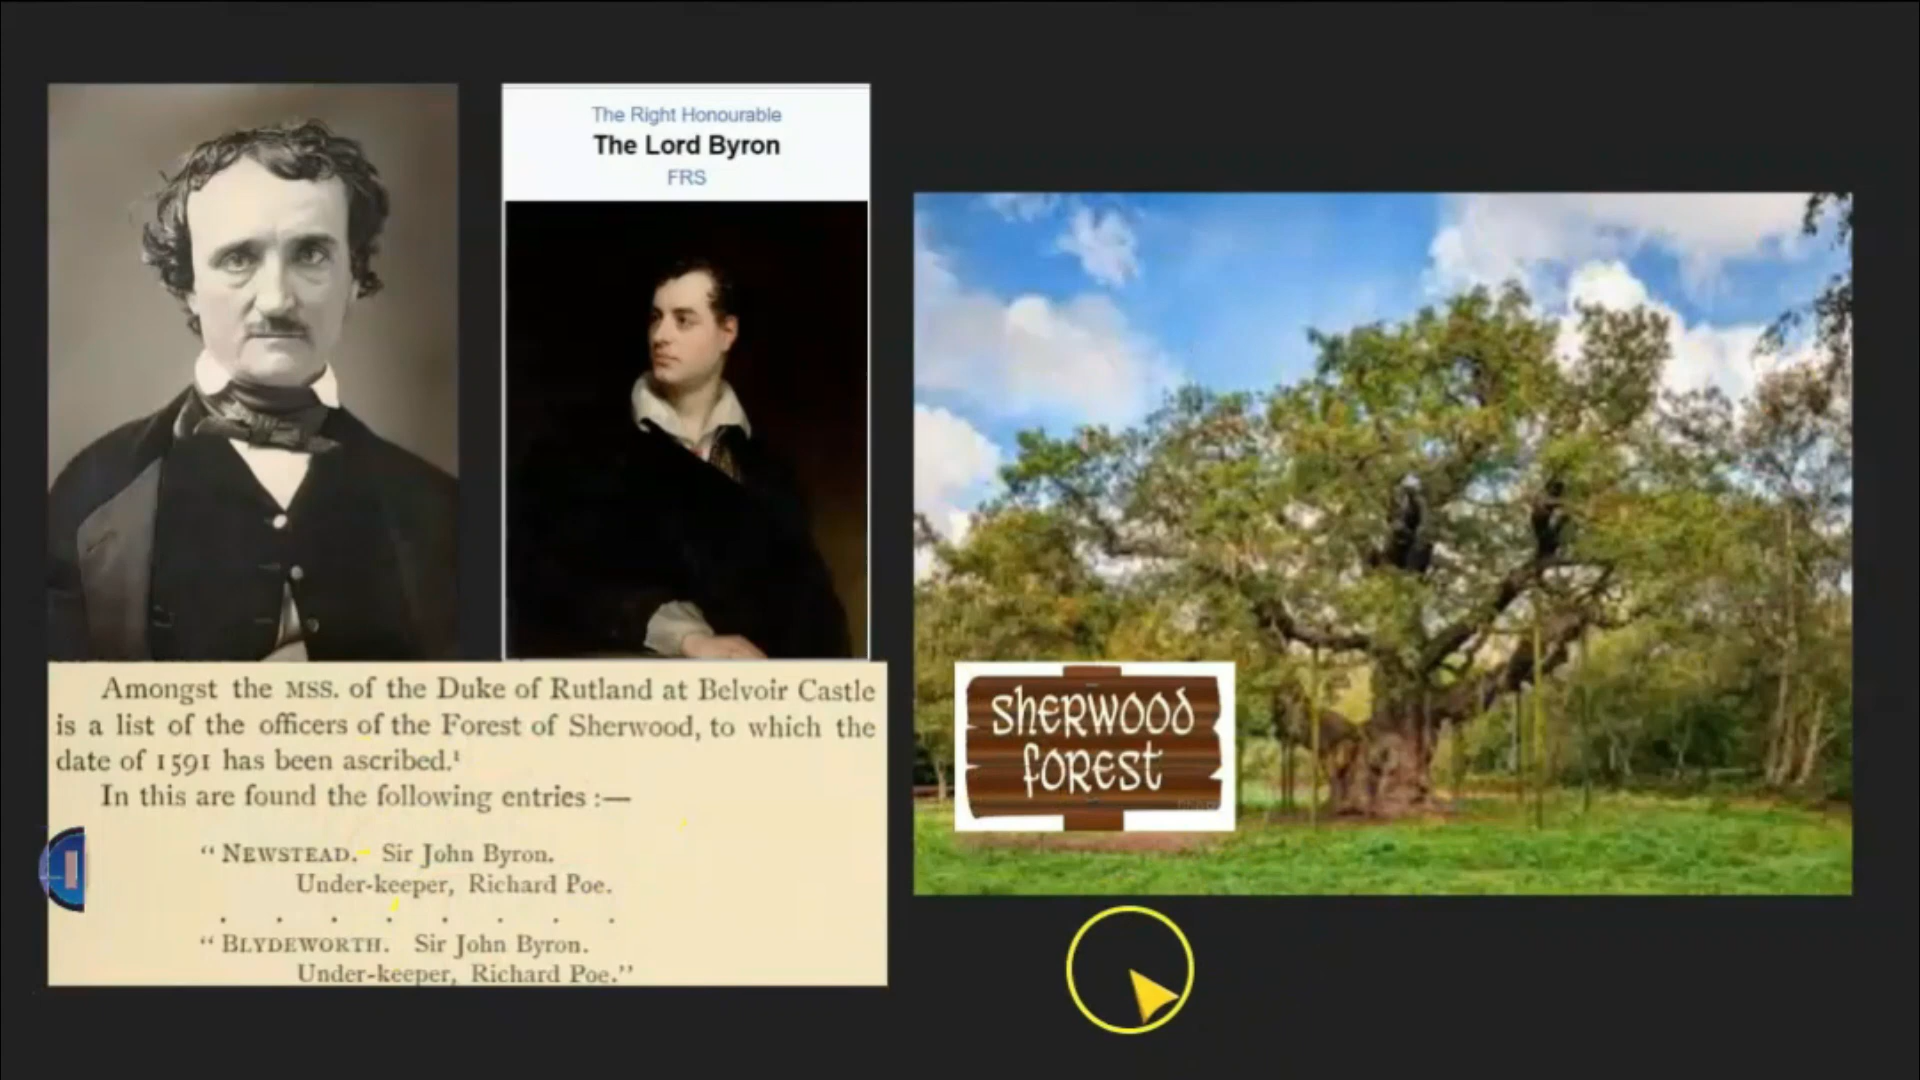 The Right Honourable
The Lord Byron
FRS
Amongst the MSS. of the Duke of Rutland at Belvoir Castle
is a list of the officers of the Forest of Sherwood, to which the
date of 1591 has been ascribed.¹
In this are found the following entries :—
“ NEWSTEAD. Sir John Byron.
Under-keeper, Richard Poe.
. . . . . . . .
“ BLYDEWORTH. Sir John Byron.
Under-keeper, Richard Poe.”
SHERWOOD
FOREST